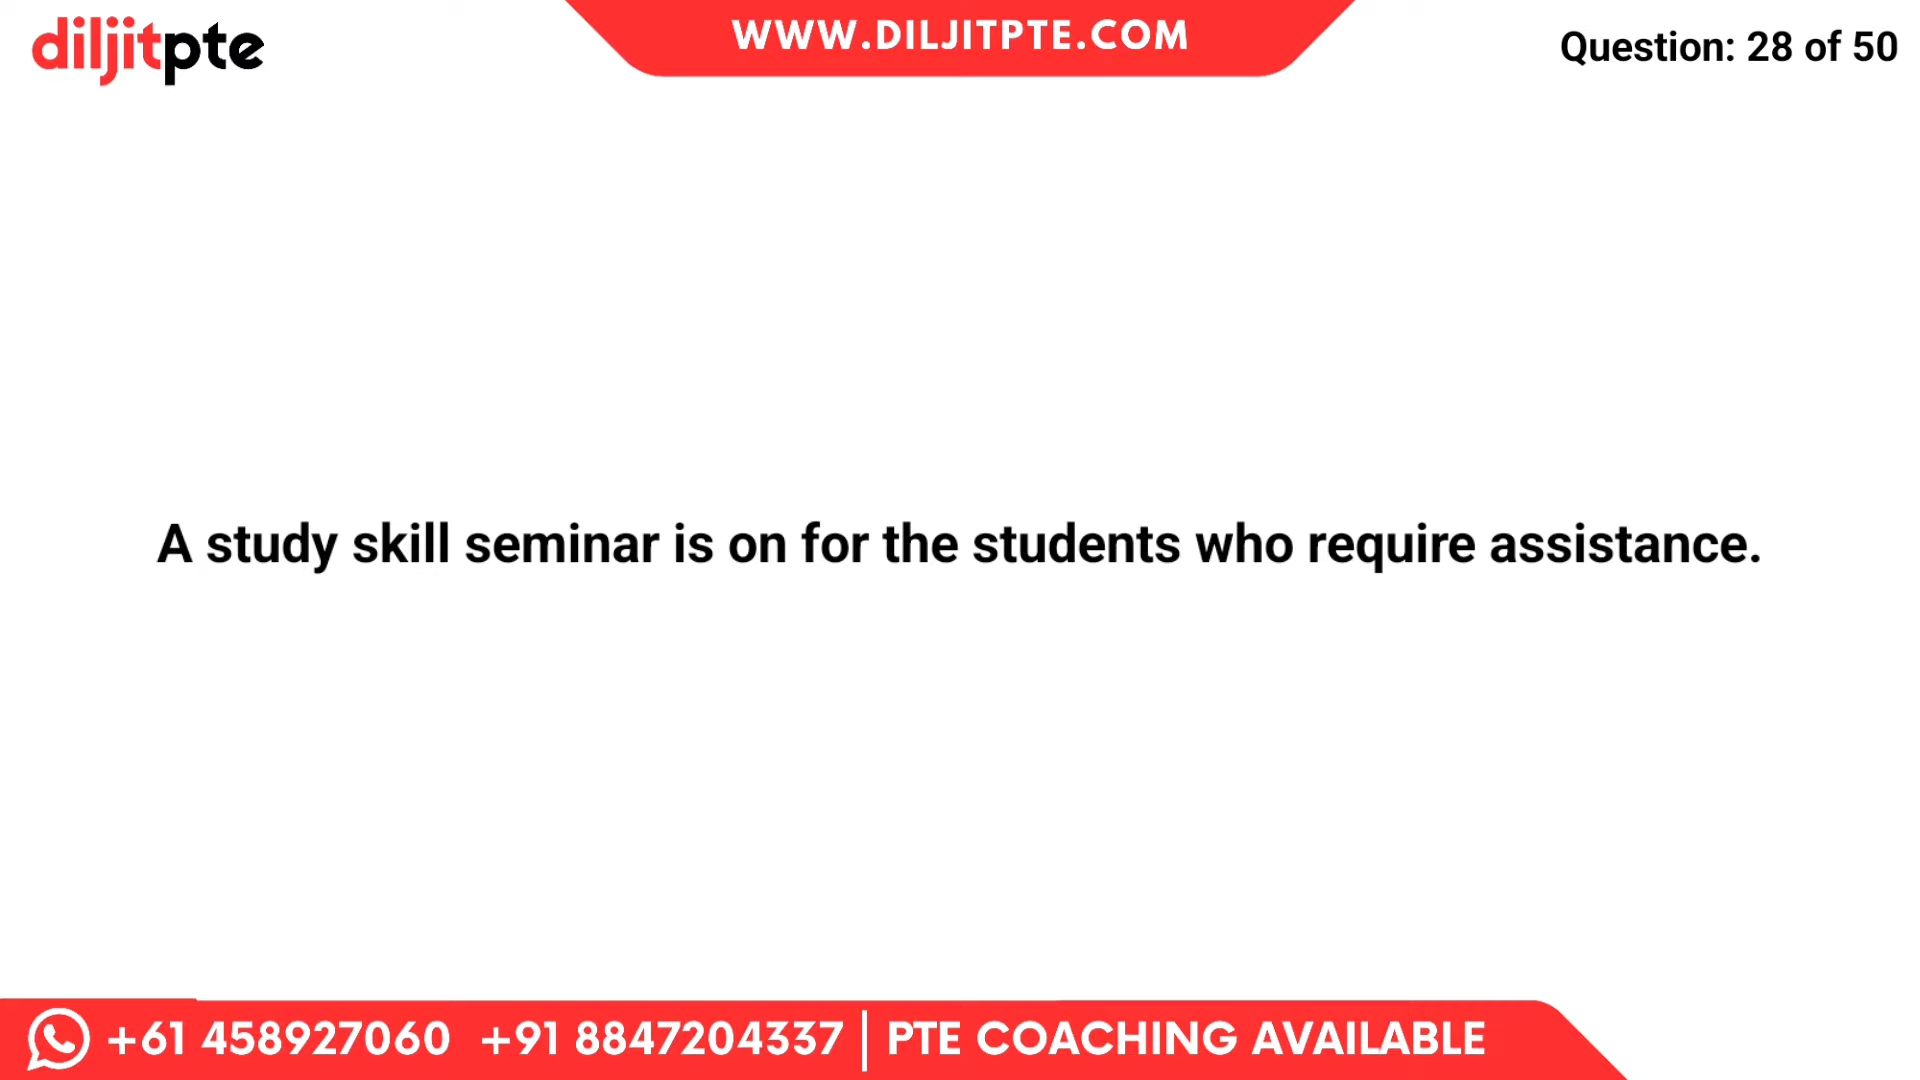 diljitpte
WWW.DILJITPTE.COM
Question: 28 of 50
A study skill seminar is on for the students who require assistance.
+61 458927060 +91 8847204337 | PTE COACHING AVAILABLE